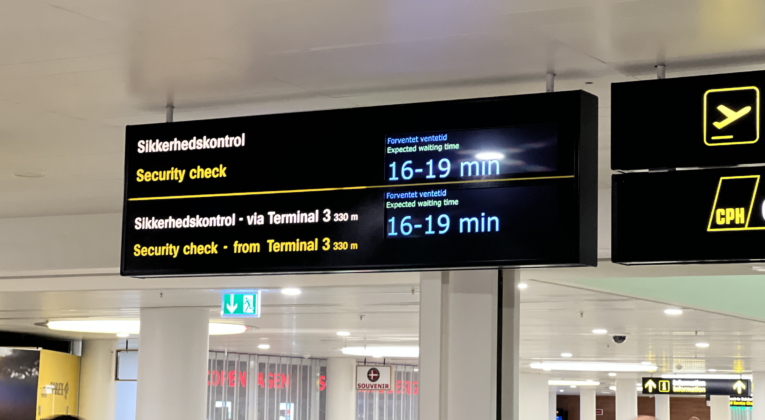 Sikkerhedskontrol
Security check
Forventet ventetid
Expected waiting time
16-19 min
Sikkerhedskontrol - via Terminal 3 330 m
Security check - from Terminal 3 330 m
Forventet ventetid
Expected waiting time
16-19 min
CPH
SOUVENIR
Information